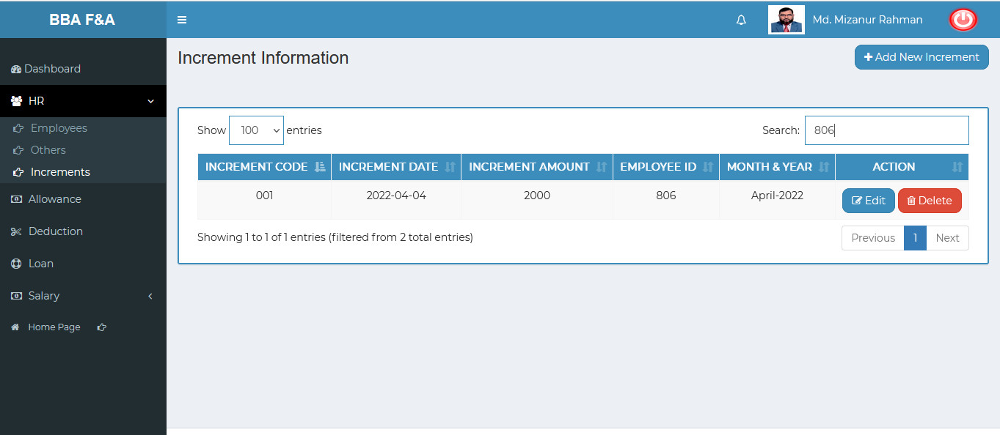 BBA F&A
Md. Mizanur Rahman
Dashboard
HR
Employees
Others
Increments
Allowance
Deduction
Loan
Salary
Home Page
Increment Information
Add New Increment
Show 100 entries
Search: 806
INCREMENT CODE INCREMENT DATE INCREMENT AMOUNT EMPLOYEE ID MONTH & YEAR ACTION
001 2022-04-04 2000 806 April-2022 Edit Delete
Showing 1 to 1 of 1 entries (filtered from 2 total entries)
Previous 1 Next